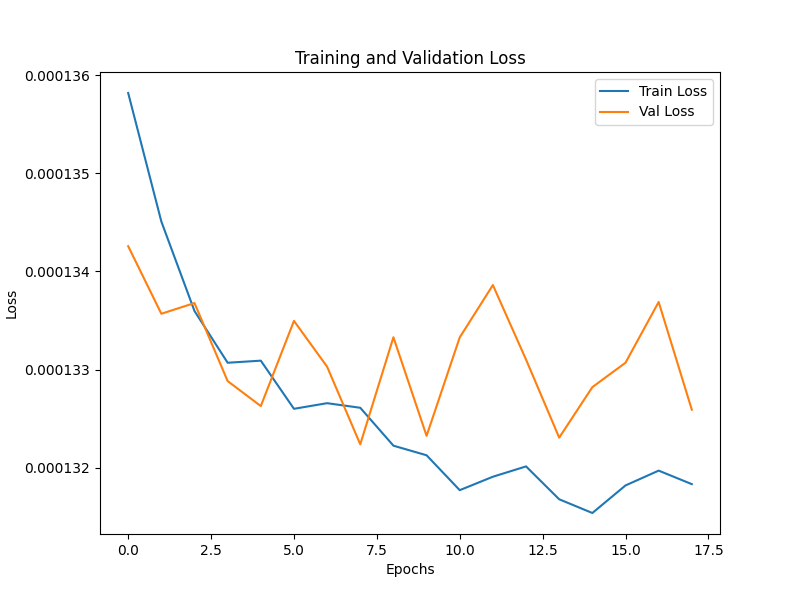 Training and Validation Loss
Train Loss
Val Loss
0.000136
0.000135
0.000134
0.000133
0.000132
Loss
0.0 2.5 5.0 7.5 10.0 12.5 15.0 17.5
Epochs